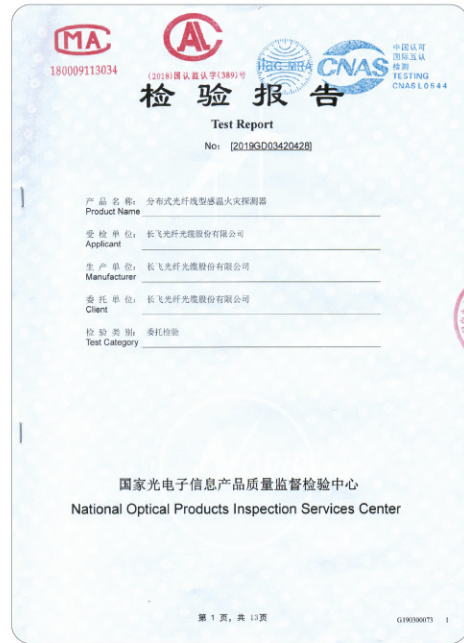 MA
AL
180009113034
(2018)国认监认字(389)号
ilac-MRA
CNAS
中国认可
国际互认
检测
TESTING
CNAS L0544
检验报告
Test Report
No: [2019GD03420428]
产品名称: 分布式光纤线型感温火灾探测器
Product Name
受检单位: 长飞光纤光缆股份有限公司
Applicant
生产单位: 长飞光纤光缆股份有限公司
Manufacturer
委托单位: 长飞光纤光缆股份有限公司
Client
检验类别: 委托检验
Test Category
国家光电子信息产品质量监督检验中心
National Optical Products Inspection Services Center
第 1 页, 共 13页
G190300073 1